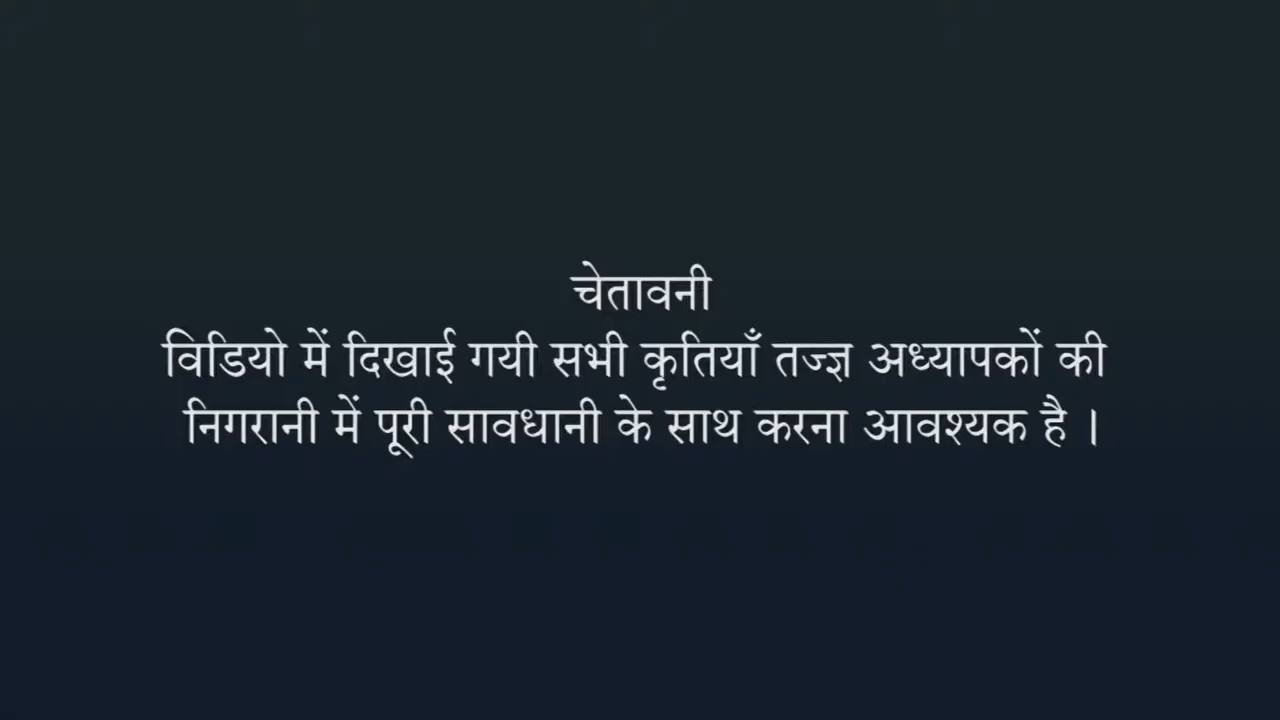 चेतावनी
विडियो में दिखाई गयी सभी कृतियाँ तज्ज्ञ अध्यापकों की
निगरानी में पूरी सावधानी के साथ करना आवश्यक है ।